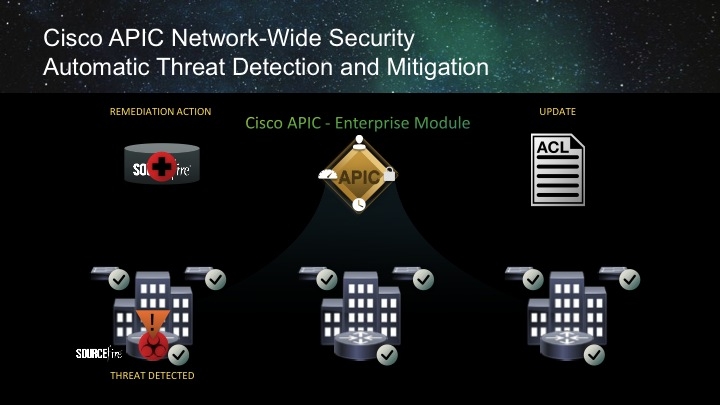 Cisco APIC Network-Wide Security
Automatic Threat Detection and Mitigation
REMEDIATION ACTION
Cisco APIC - Enterprise Module
UPDATE
APIC
ACL
SOURCEfire
THREAT DETECTED